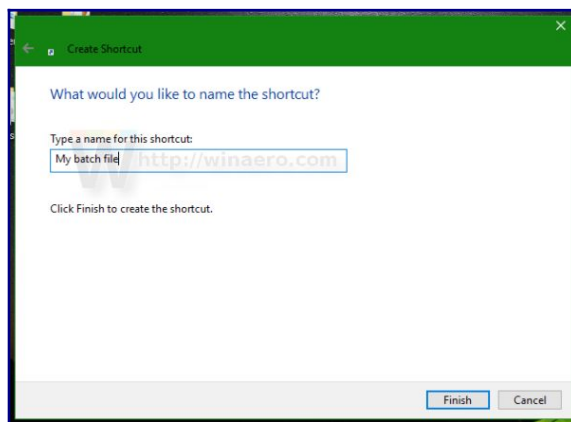 Create Shortcut
What would you like to name the shortcut?
Type a name for this shortcut:
My batch file
http://winaero.com
Click Finish to create the shortcut.
Finish Cancel